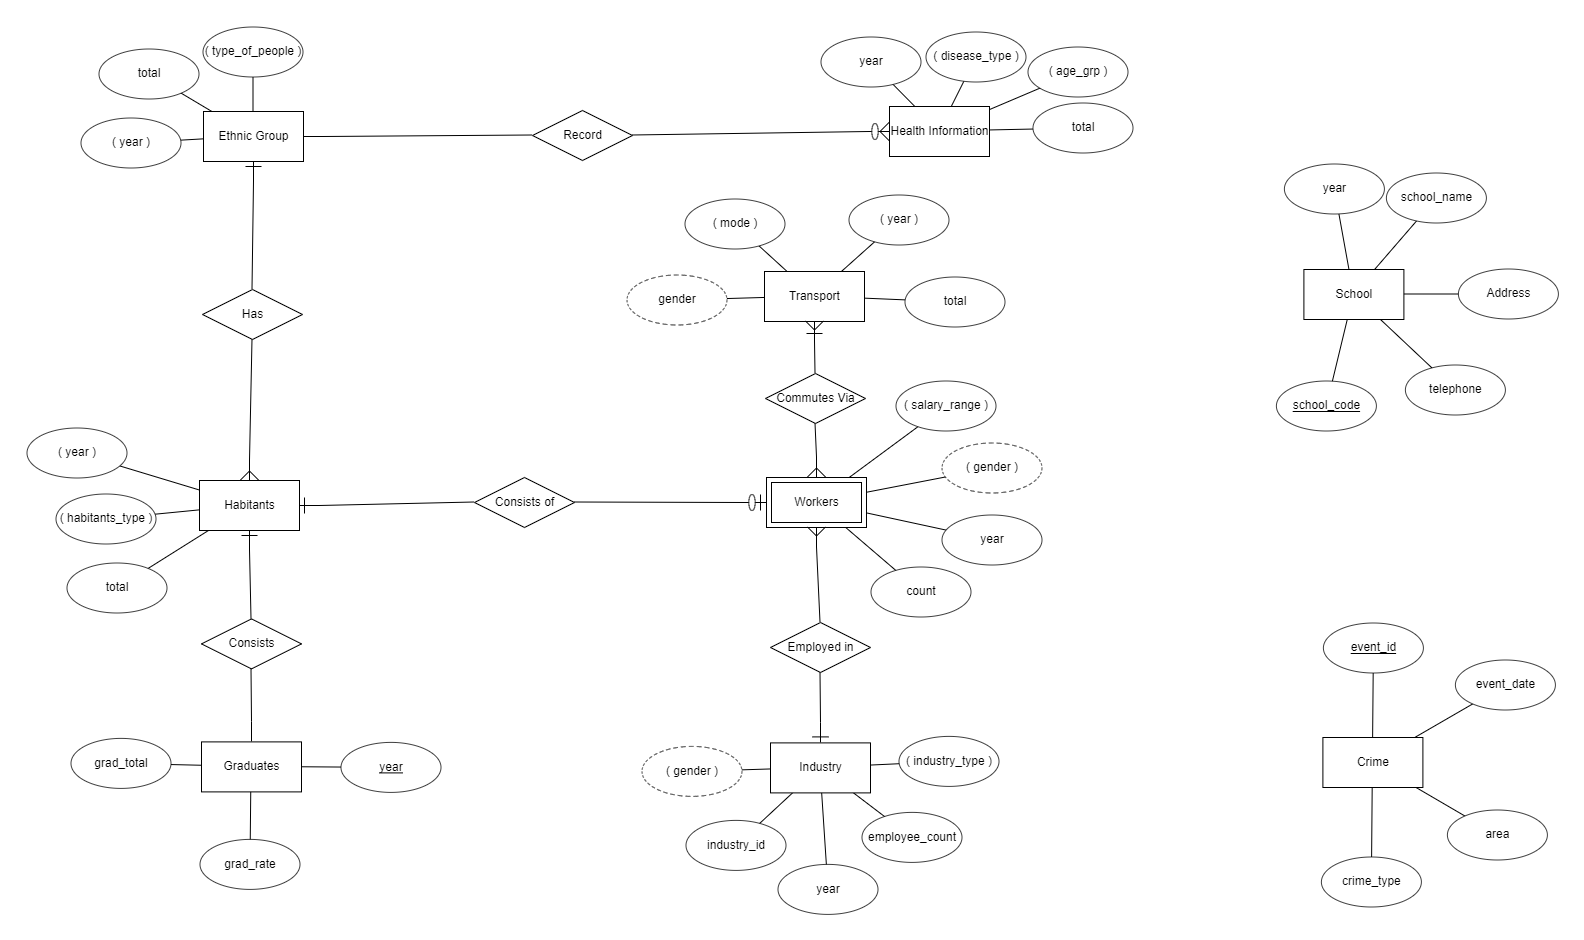 ( type_of_people )
total
( year )
Ethnic Group
Record
year
( disease_type )
( age_grp )
total
Health Information
Has
( mode )
( year )
gender
Transport
total
Commutes Via
year
school_name
School
Address
telephone
school_code
( year )
( habitants_type )
total
Habitants
Consists of
Workers
( salary_range )
( gender )
year
count
Consists
Employed in
grad_total
Graduates
year
grad_rate
( gender )
Industry
( industry_type )
industry_id
year
employee_count
event_id
event_date
Crime
area
crime_type